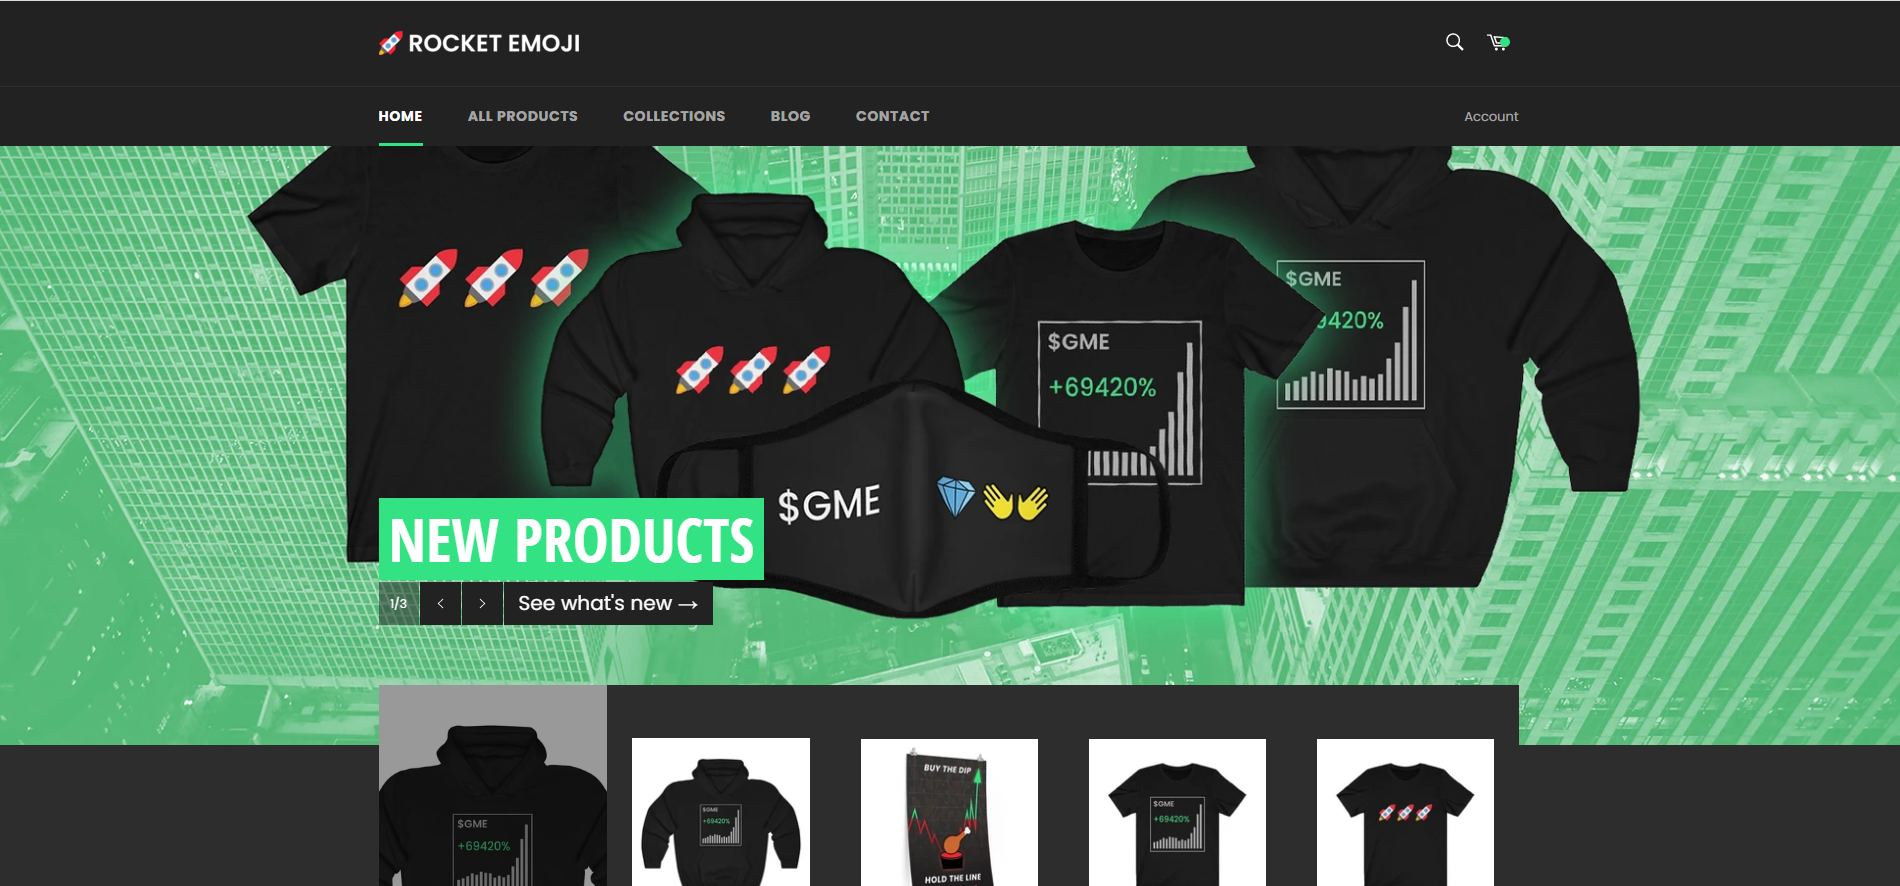 🚀 ROCKET EMOJI
HOME
ALL PRODUCTS
COLLECTIONS
BLOG
CONTACT
Account
$GME
+69420%
$GME
9420%
$GME
NEW PRODUCTS
1/3
See what's new →
$GME
+69420%
$GME
+69420%
BUY THE DIP
HOLD THE LINE
$GME
+69420%